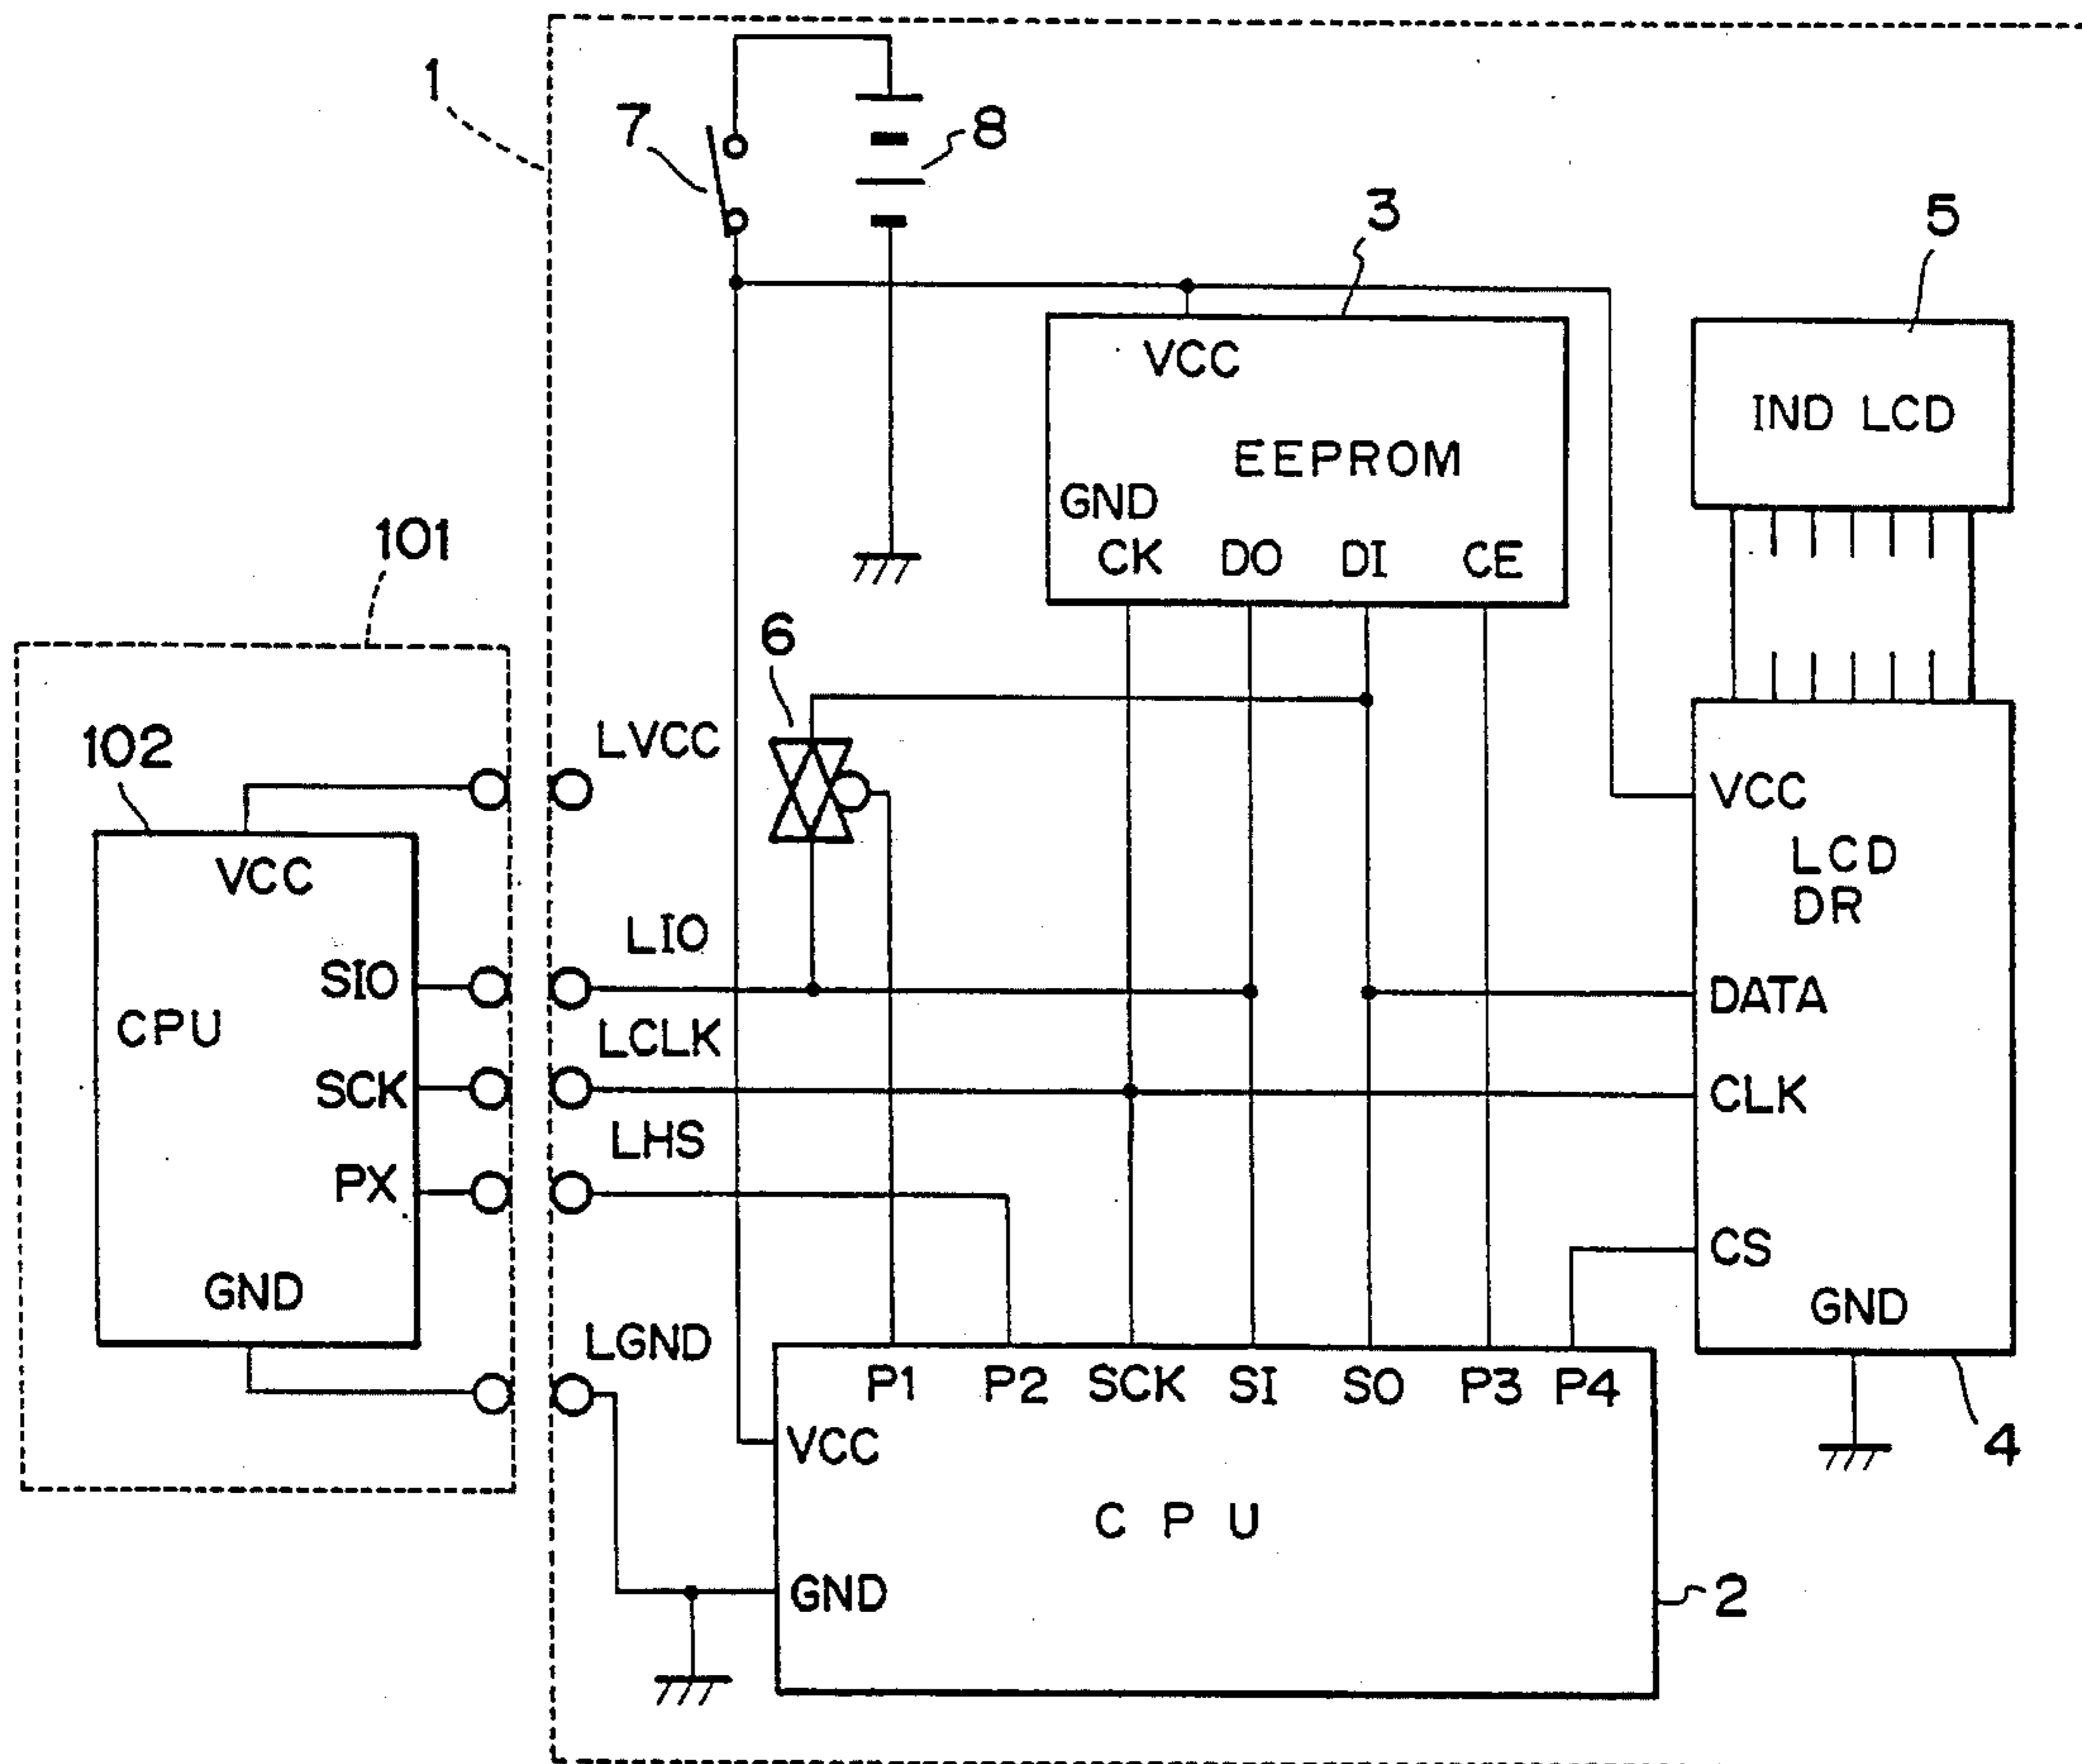 1
7
8
3
5
VCC
EEPROM
GND
CK DO DI CE
IND LCD
101
6
102
LVCC
VCC
CPU
SIO
SCK
PX
GND
LIO
LCLK
LHS
LGND
VCC
LCD
DR
DATA
CLK
CS
GND
4
P1 P2 SCK SI SO P3 P4
VCC
CPU
GND
2